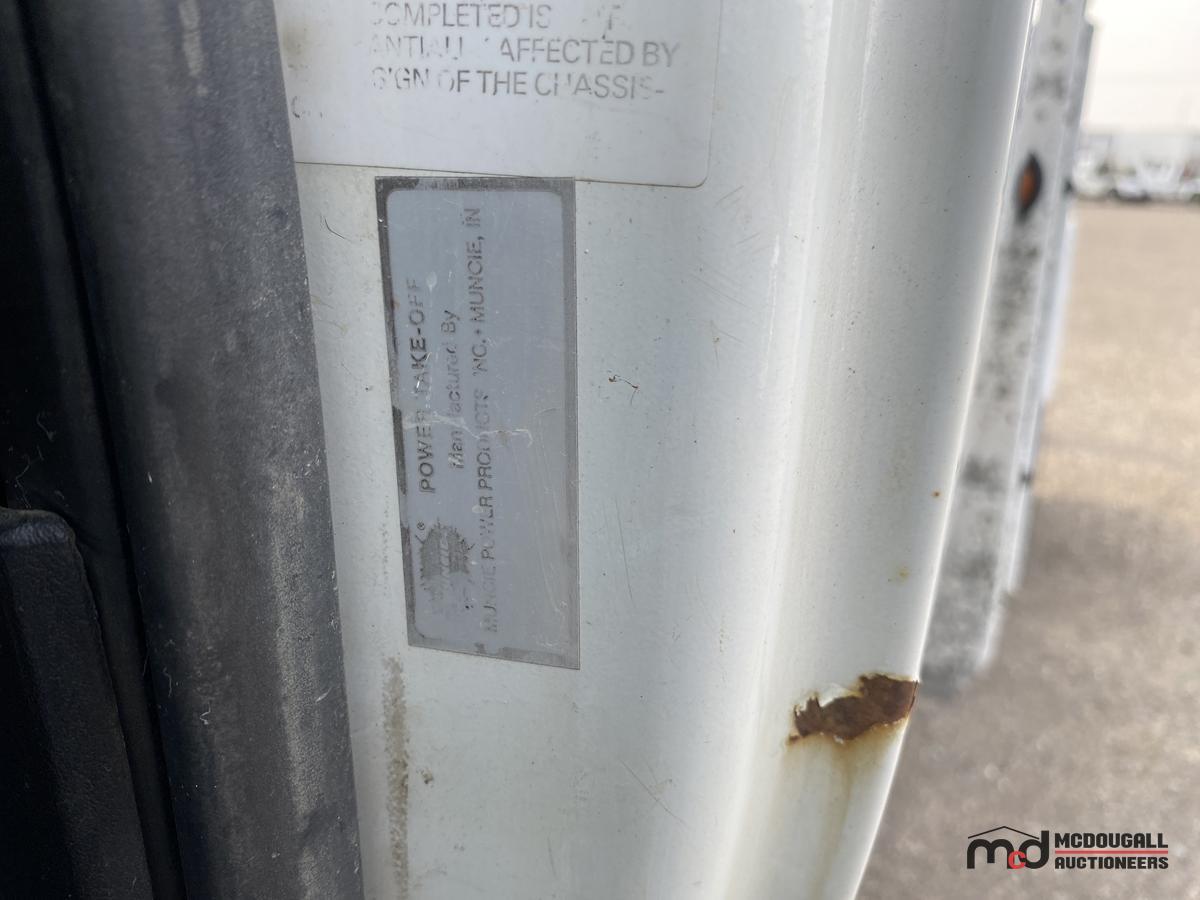 COMPLETED IS
AFFECTED BY
OF THE CHASSIS-
POWER TAKE-OFF
Manufactured By
MUNCIE POWER PRODUCTS INC. • MUNCIE, IN
®
mcd MCDOUGALL
AUCTIONEERS